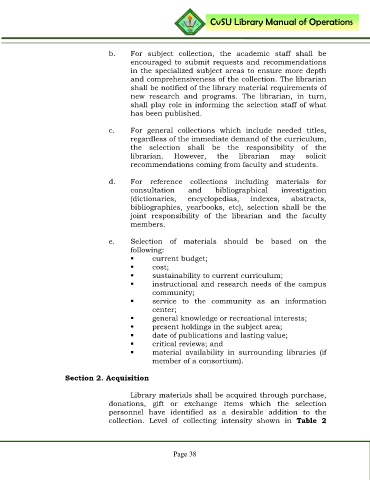 CvSU Library Manual of Operations
b. For subject collection, the academic staff shall be
encouraged to submit requests and recommendations
in the specialized subject areas to ensure more depth
and comprehensiveness of the collection. The librarian
shall be notified of the library material requirements of
new research and programs. The librarian, in turn,
shall play role in informing the selection staff of what
has been published.
c. For general collections which include needed titles,
regardless of the immediate demand of the curriculum,
the selection shall be the responsibility of the
librarian. However, the librarian may solicit
recommendations coming from faculty and students.
d. For reference collections including materials for
consultation and bibliographical investigation
(dictionaries, encyclopedias, indexes, abstracts,
bibliographies, yearbooks, etc), selection shall be the
joint responsibility of the librarian and the faculty
members.
e. Selection of materials should be based on the
following:
▪ current budget;
▪ cost;
▪ sustainability to current curriculum;
▪ instructional and research needs of the campus
community;
▪ service to the community as an information
center;
▪ general knowledge or recreational interests;
▪ present holdings in the subject area;
▪ date of publications and lasting value;
▪ critical reviews; and
▪ material availability in surrounding libraries (if
member of a consortium).
Section 2. Acquisition
Library materials shall be acquired through purchase,
donations, gift or exchange items which the selection
personnel have identified as a desirable addition to the
collection. Level of collecting intensity shown in Table 2
Page 38